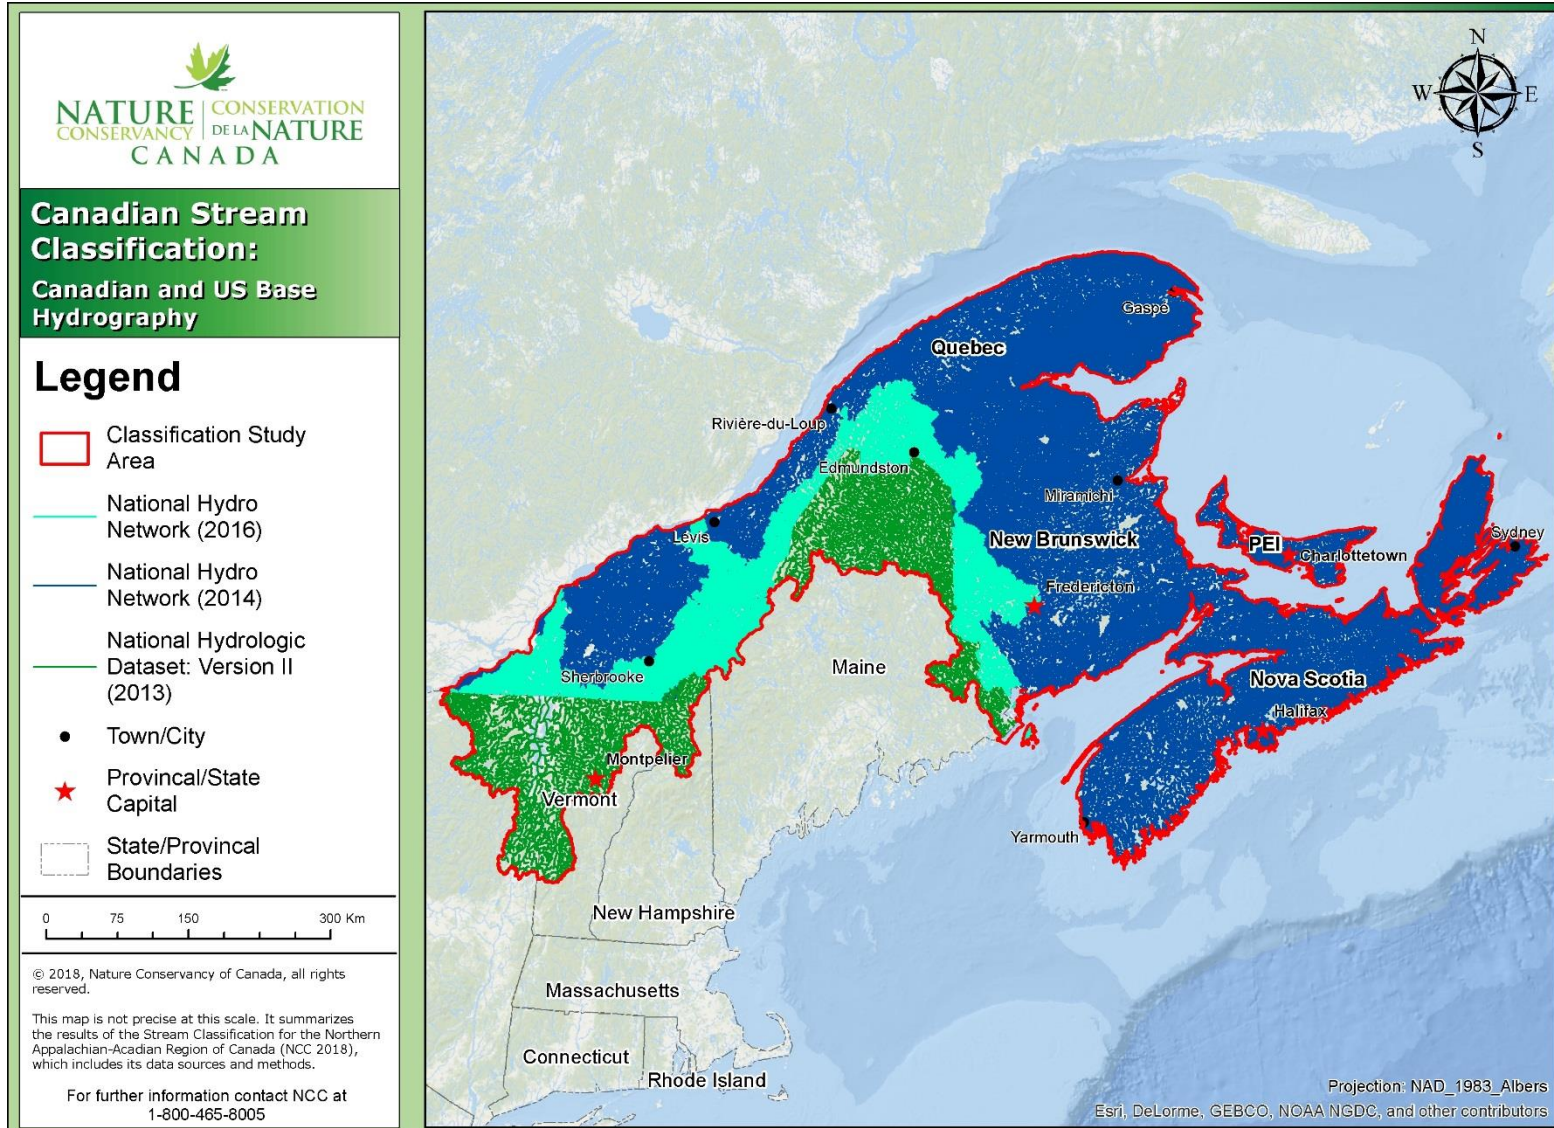 NATURE
CONSERVANCY
CONSERVATION
DE LA NATURE
CANADA
Canadian Stream
Classification:
Canadian and US Base
Hydrography
Legend
Classification Study
Area
National Hydro
Network (2016)
National Hydro
Network (2014)
National Hydrologic
Dataset: Version II
(2013)
Town/City
Provincal/State
Capital
State/Provincal
Boundaries
0 75 150 300 Km
© 2018, Nature Conservancy of Canada, all rights
reserved.
This map is not precise at this scale. It summarizes
the results of the Stream Classification for the Northern
Appalachian-Acadian Region of Canada (NCC 2018),
which includes its data sources and methods.
For further information contact NCC at
1-800-465-8005
N
W E
S
Gaspé
Quebec
Rivière-du-Loup
Edmundston
Miramichi
Lévis
New Brunswick
PEI
Charlottetown
Sydney
Fredericton
Sherbrooke
Maine
Nova Scotia
Halifax
Montpelier
Vermont
Yarmouth
New Hampshire
Massachusetts
Connecticut
Rhode Island
Projection: NAD_1983_Albers
Esri, DeLorme, GEBCO, NOAA NGDC, and other contributors